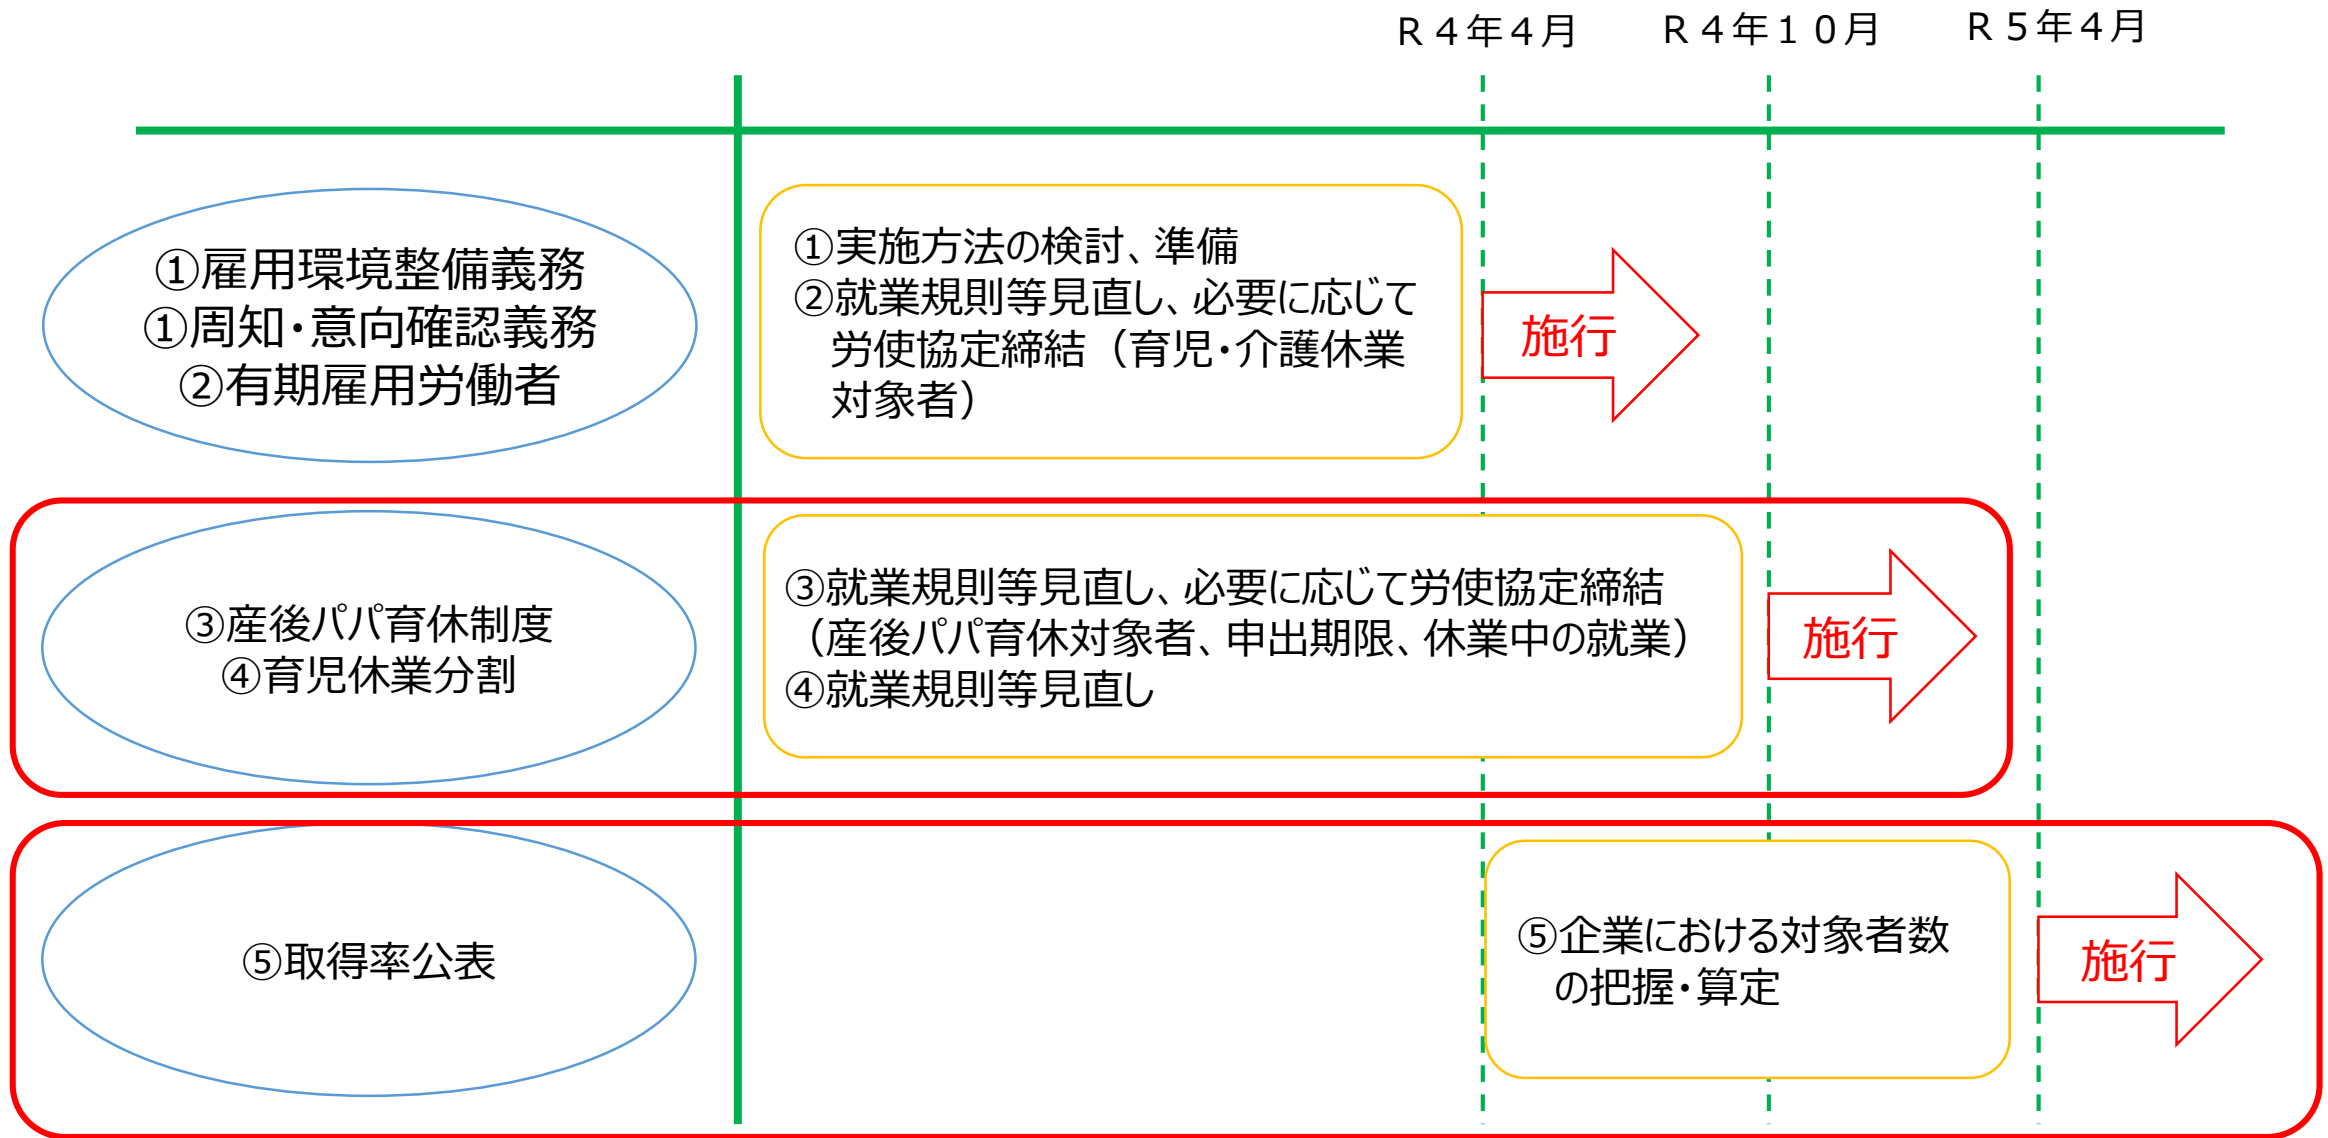 Ｒ４年４月
Ｒ４年１０月
Ｒ５年４月
①雇用環境整備義務
①周知・意向確認義務
②有期雇用労働者
①実施方法の検討、準備
②就業規則等見直し、必要に応じて
労使協定締結（育児・介護休業
対象者）
施行
③産後パパ育休制度
④育児休業分割
③就業規則等見直し、必要に応じて労使協定締結
（産後パパ育休対象者、申出期限、休業中の就業）
④就業規則等見直し
施行
⑤取得率公表
⑤企業における対象者数
の把握・算定
施行